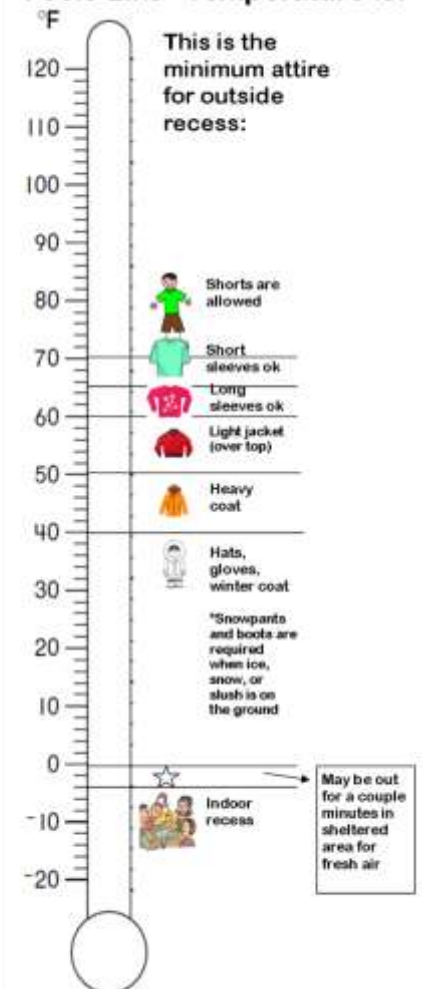 °F
This is the
minimum attire
for outside
recess:
120
110
100
90
80
Shorts are
allowed
70
Short
sleeves ok
Long
sleeves ok
60
Light jacket
(over top)
50
Heavy
coat
40
Hats,
gloves,
winter coat
30
*Snowpants
and boots are
required
when ice,
snow, or
slush is on
the ground
20
10
0
May be out
for a couple
minutes in
sheltered
area for
fresh air
Indoor
recess
-10
-20